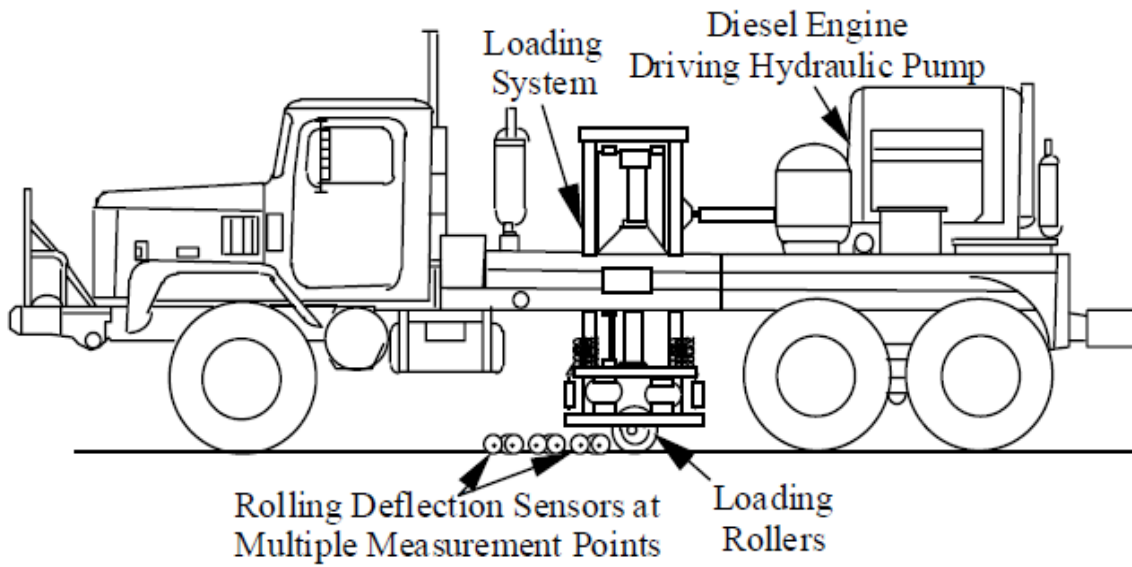 Loading
System
Diesel Engine
Driving Hydraulic Pump
Rolling Deflection Sensors at
Multiple Measurement Points
Loading
Rollers